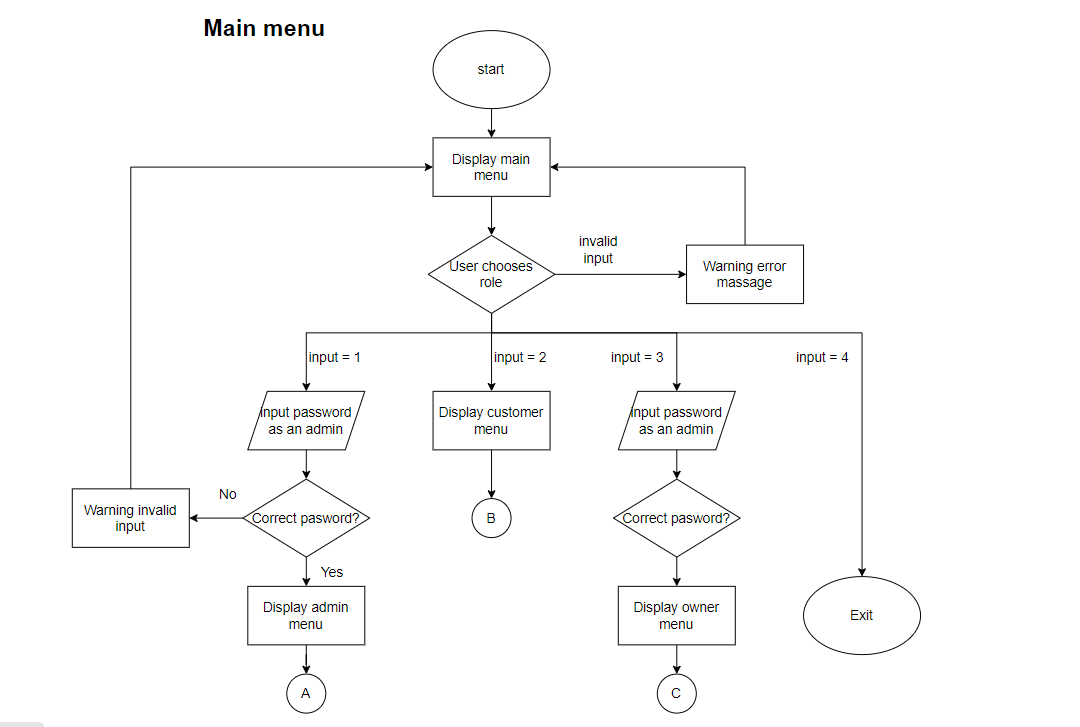 Main menu
start
Display main
menu
User chooses
role
invalid
input
Warning error
massage
input = 1
input = 2
input = 3
input = 4
input password
as an admin
Display customer
menu
input password
as an admin
No
Warning invalid
input
Correct pasword?
B
Correct pasword?
Yes
Display admin
menu
Display owner
menu
Exit
A
C